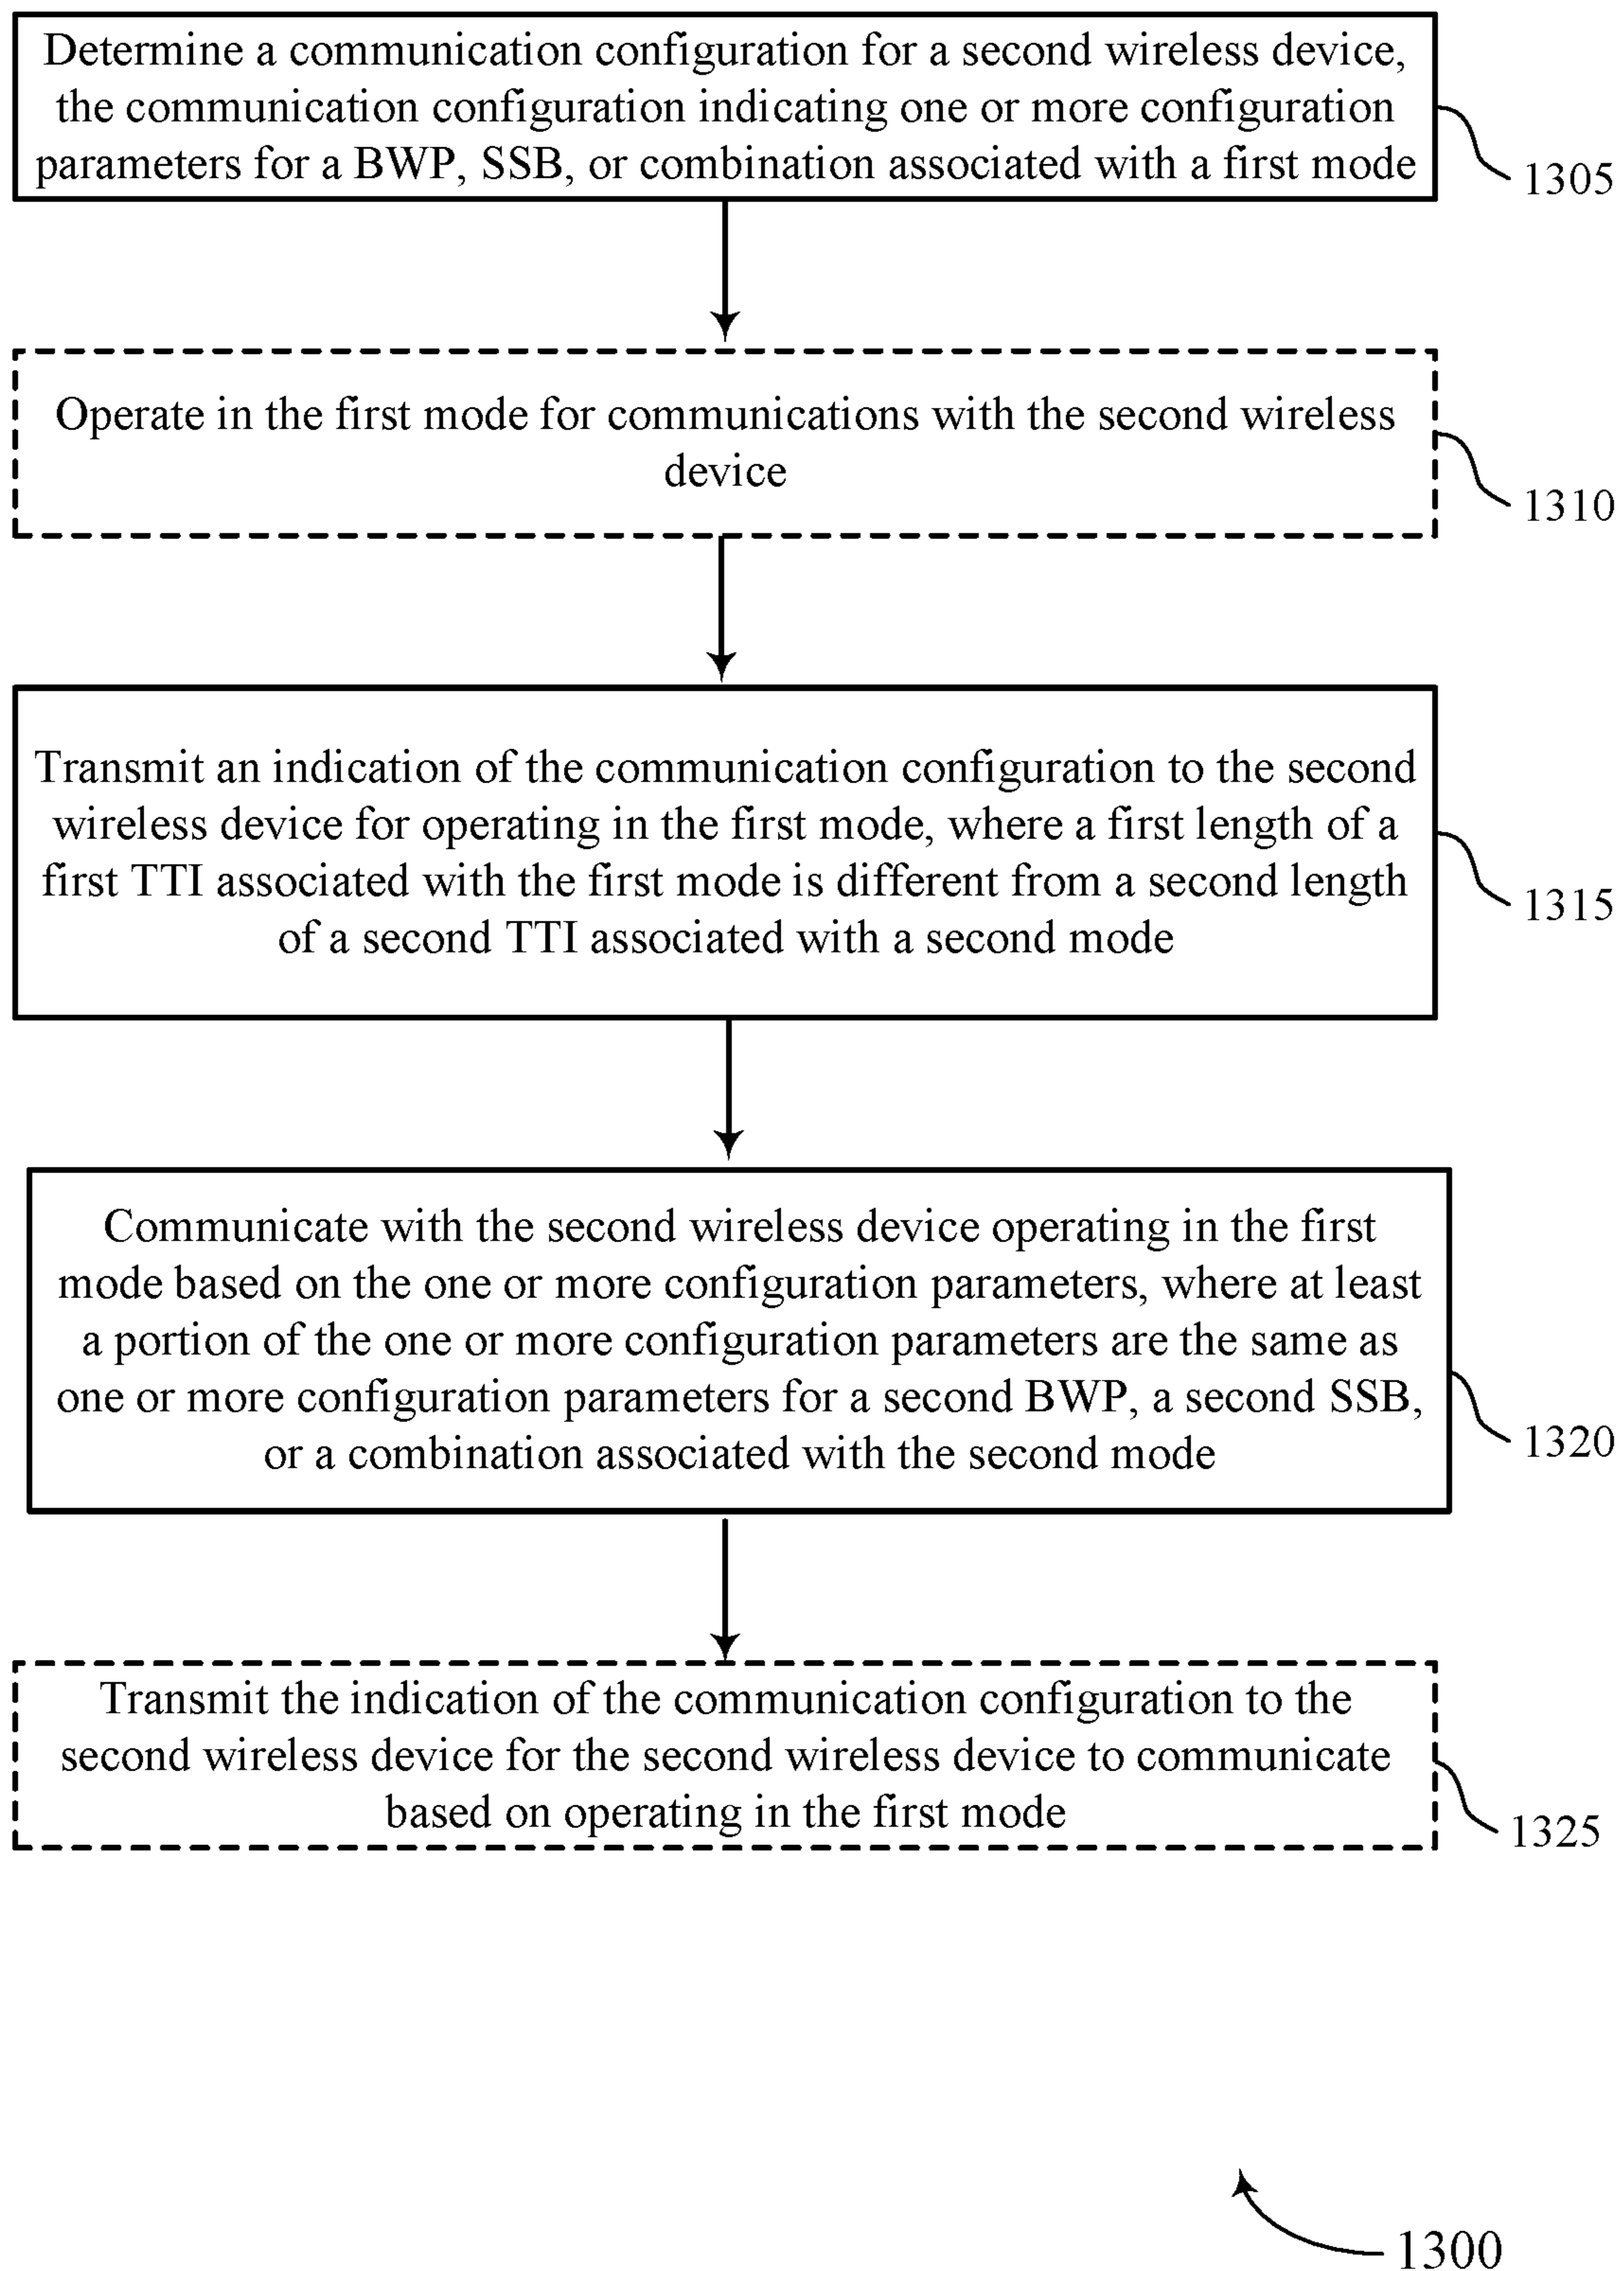 Determine a communication configuration for a second wireless device,
the communication configuration indicating one or more configuration
parameters for a BWP, SSB, or combination associated with a first mode
1305
Operate in the first mode for communications with the second wireless
device
1310
Transmit an indication of the communication configuration to the second
wireless device for operating in the first mode, where a first length of a
first TTI associated with the first mode is different from a second length
of a second TTI associated with a second mode
1315
Communicate with the second wireless device operating in the first
mode based on the one or more configuration parameters, where at least
a portion of the one or more configuration parameters are the same as
one or more configuration parameters for a second BWP, a second SSB,
or a combination associated with the second mode
1320
Transmit the indication of the communication configuration to the
second wireless device for the second wireless device to communicate
based on operating in the first mode
1325
1300